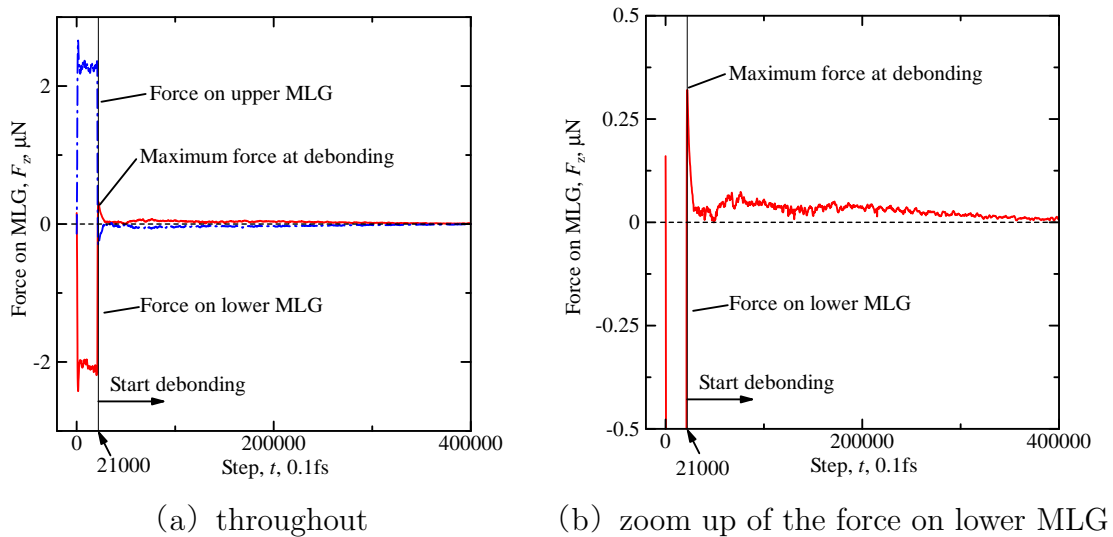 Force on MLG, F_z, μN
2
0
-2
Force on upper MLG
Maximum force at debonding
Force on lower MLG
Start debonding
0
200000
400000
21000
Step, t, 0.1fs
(a) throughout
Force on MLG, F_z, μN
0.5
0.25
0
-0.25
-0.5
Maximum force at debonding
Force on lower MLG
Start debonding
0
200000
400000
21000
Step, t, 0.1fs
(b) zoom up of the force on lower MLG